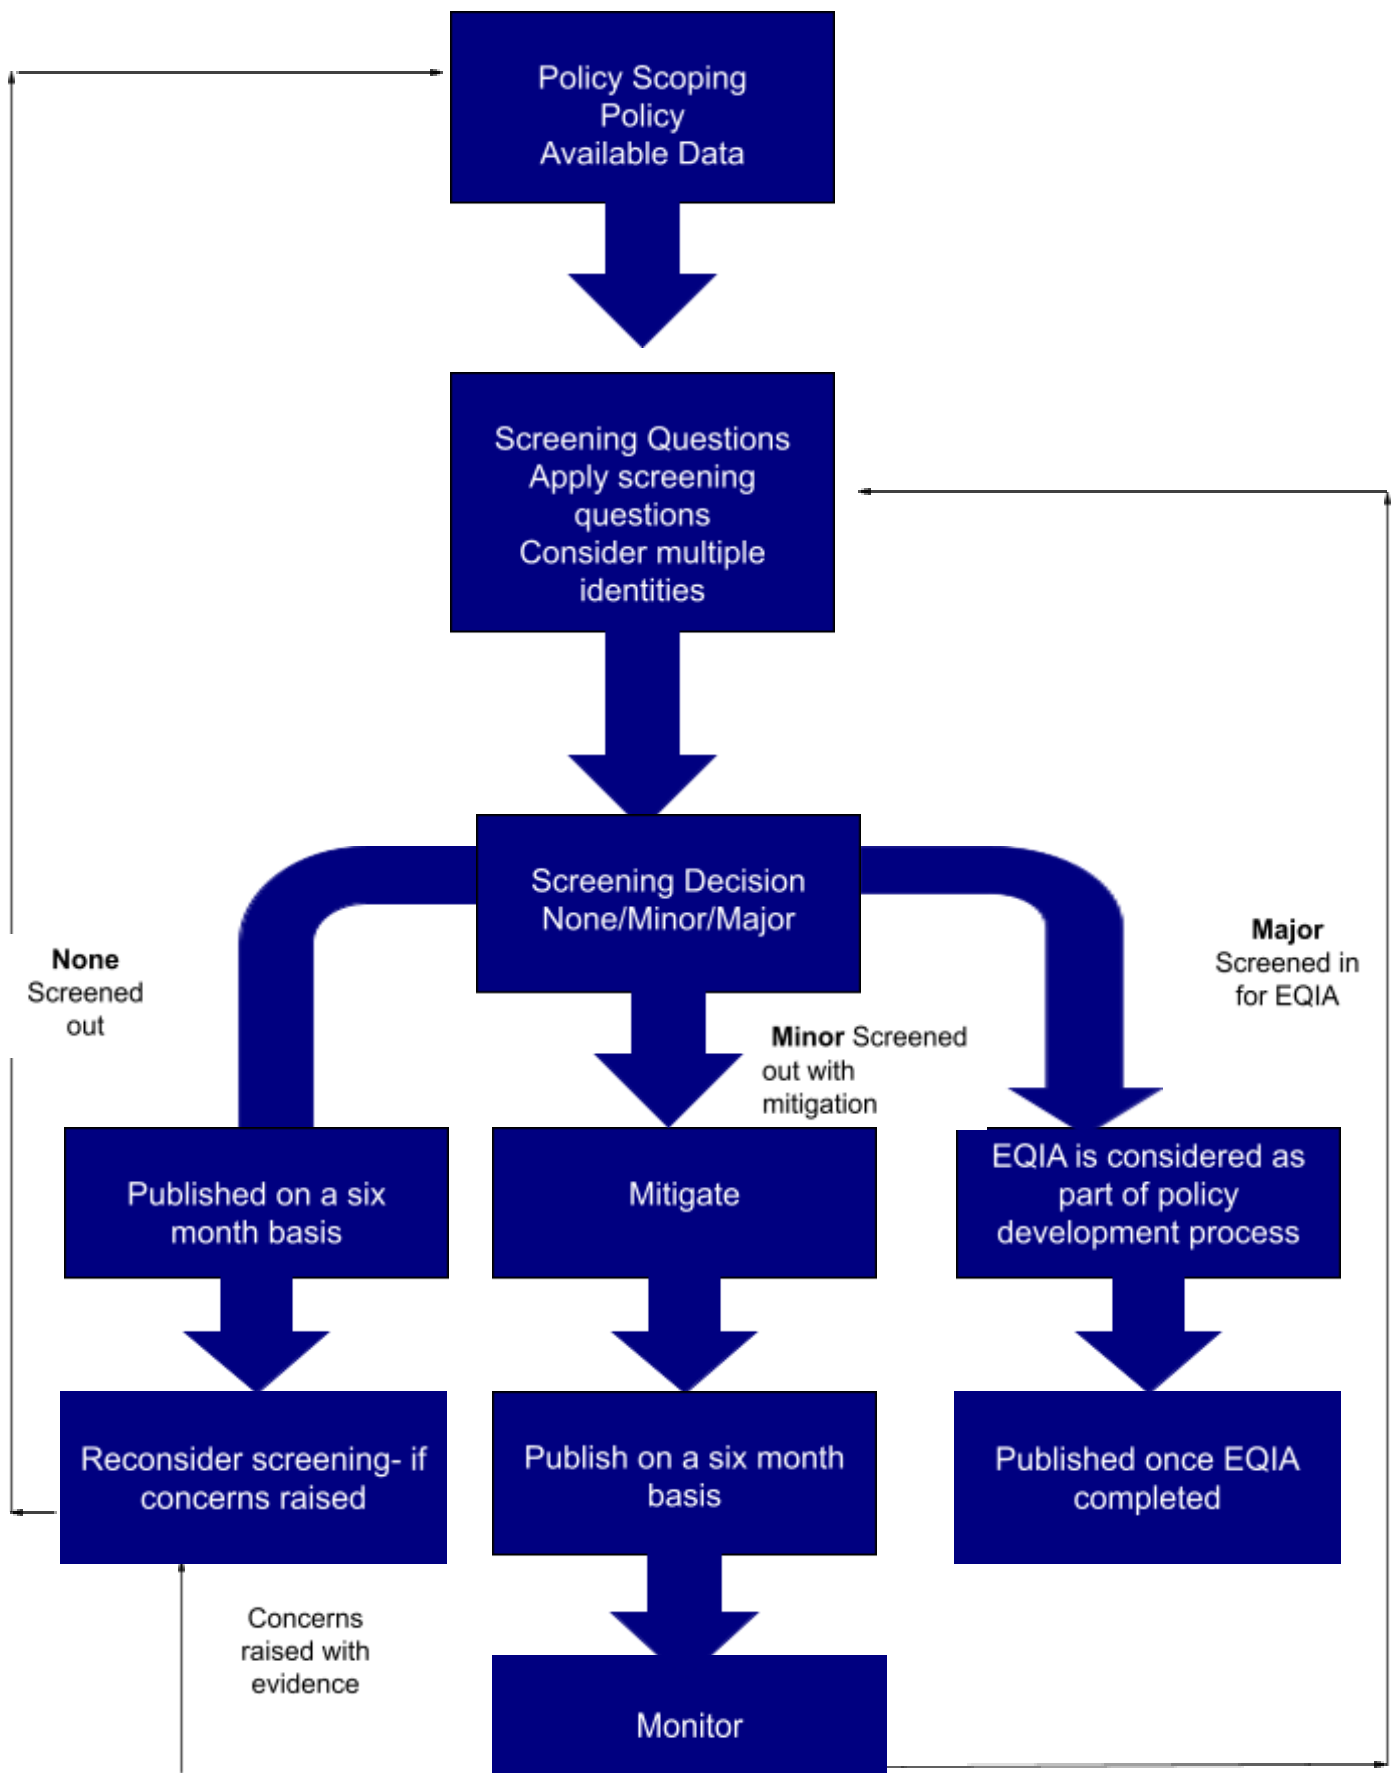 Policy Scoping
Policy
Available Data
Screening Questions
Apply screening
questions
Consider multiple
identities
Screening Decision
None/Minor/Major
None
Screened
out
Major
Screened in
for EQIA
Minor Screened
out with
mitigation
Published on a six
month basis
Mitigate
EQIA is considered as
part of policy
development process
Reconsider screening- if
concerns raised
Publish on a six month
basis
Published once EQIA
completed
Concerns
raised with
evidence
Monitor